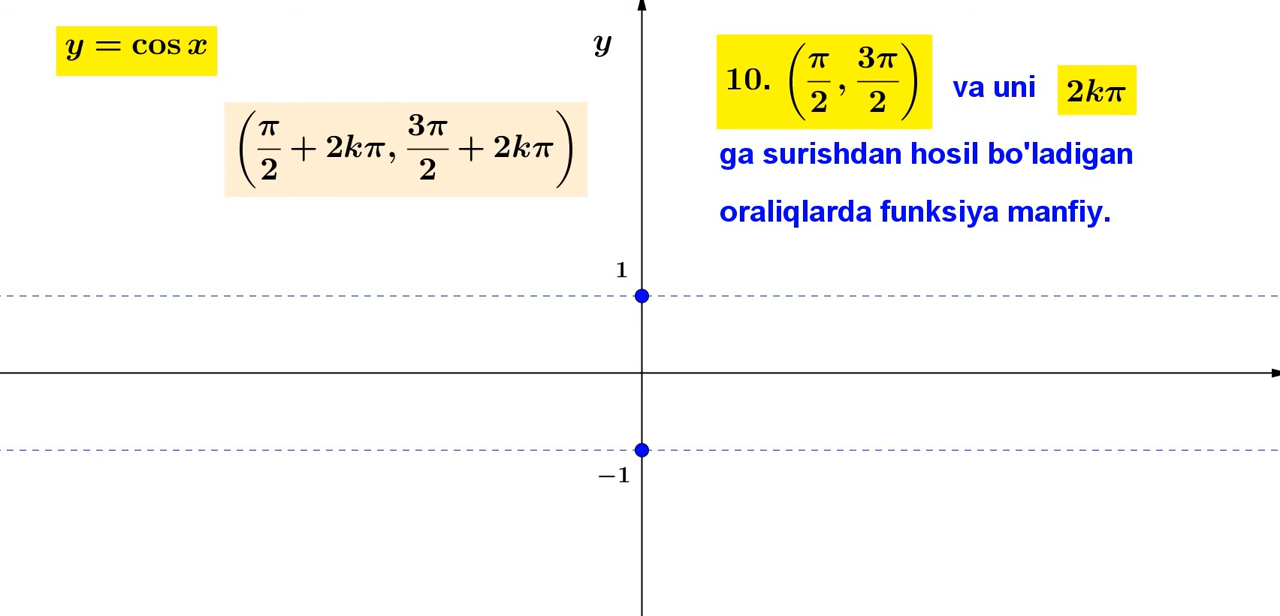 y = cos x
y
(π/2 + 2kπ, 3π/2 + 2kπ)
10. (π/2, 3π/2) va uni 2kπ
ga surishdan hosil bo'ladigan
oraliqlarda funksiya manfiy.
1
−1